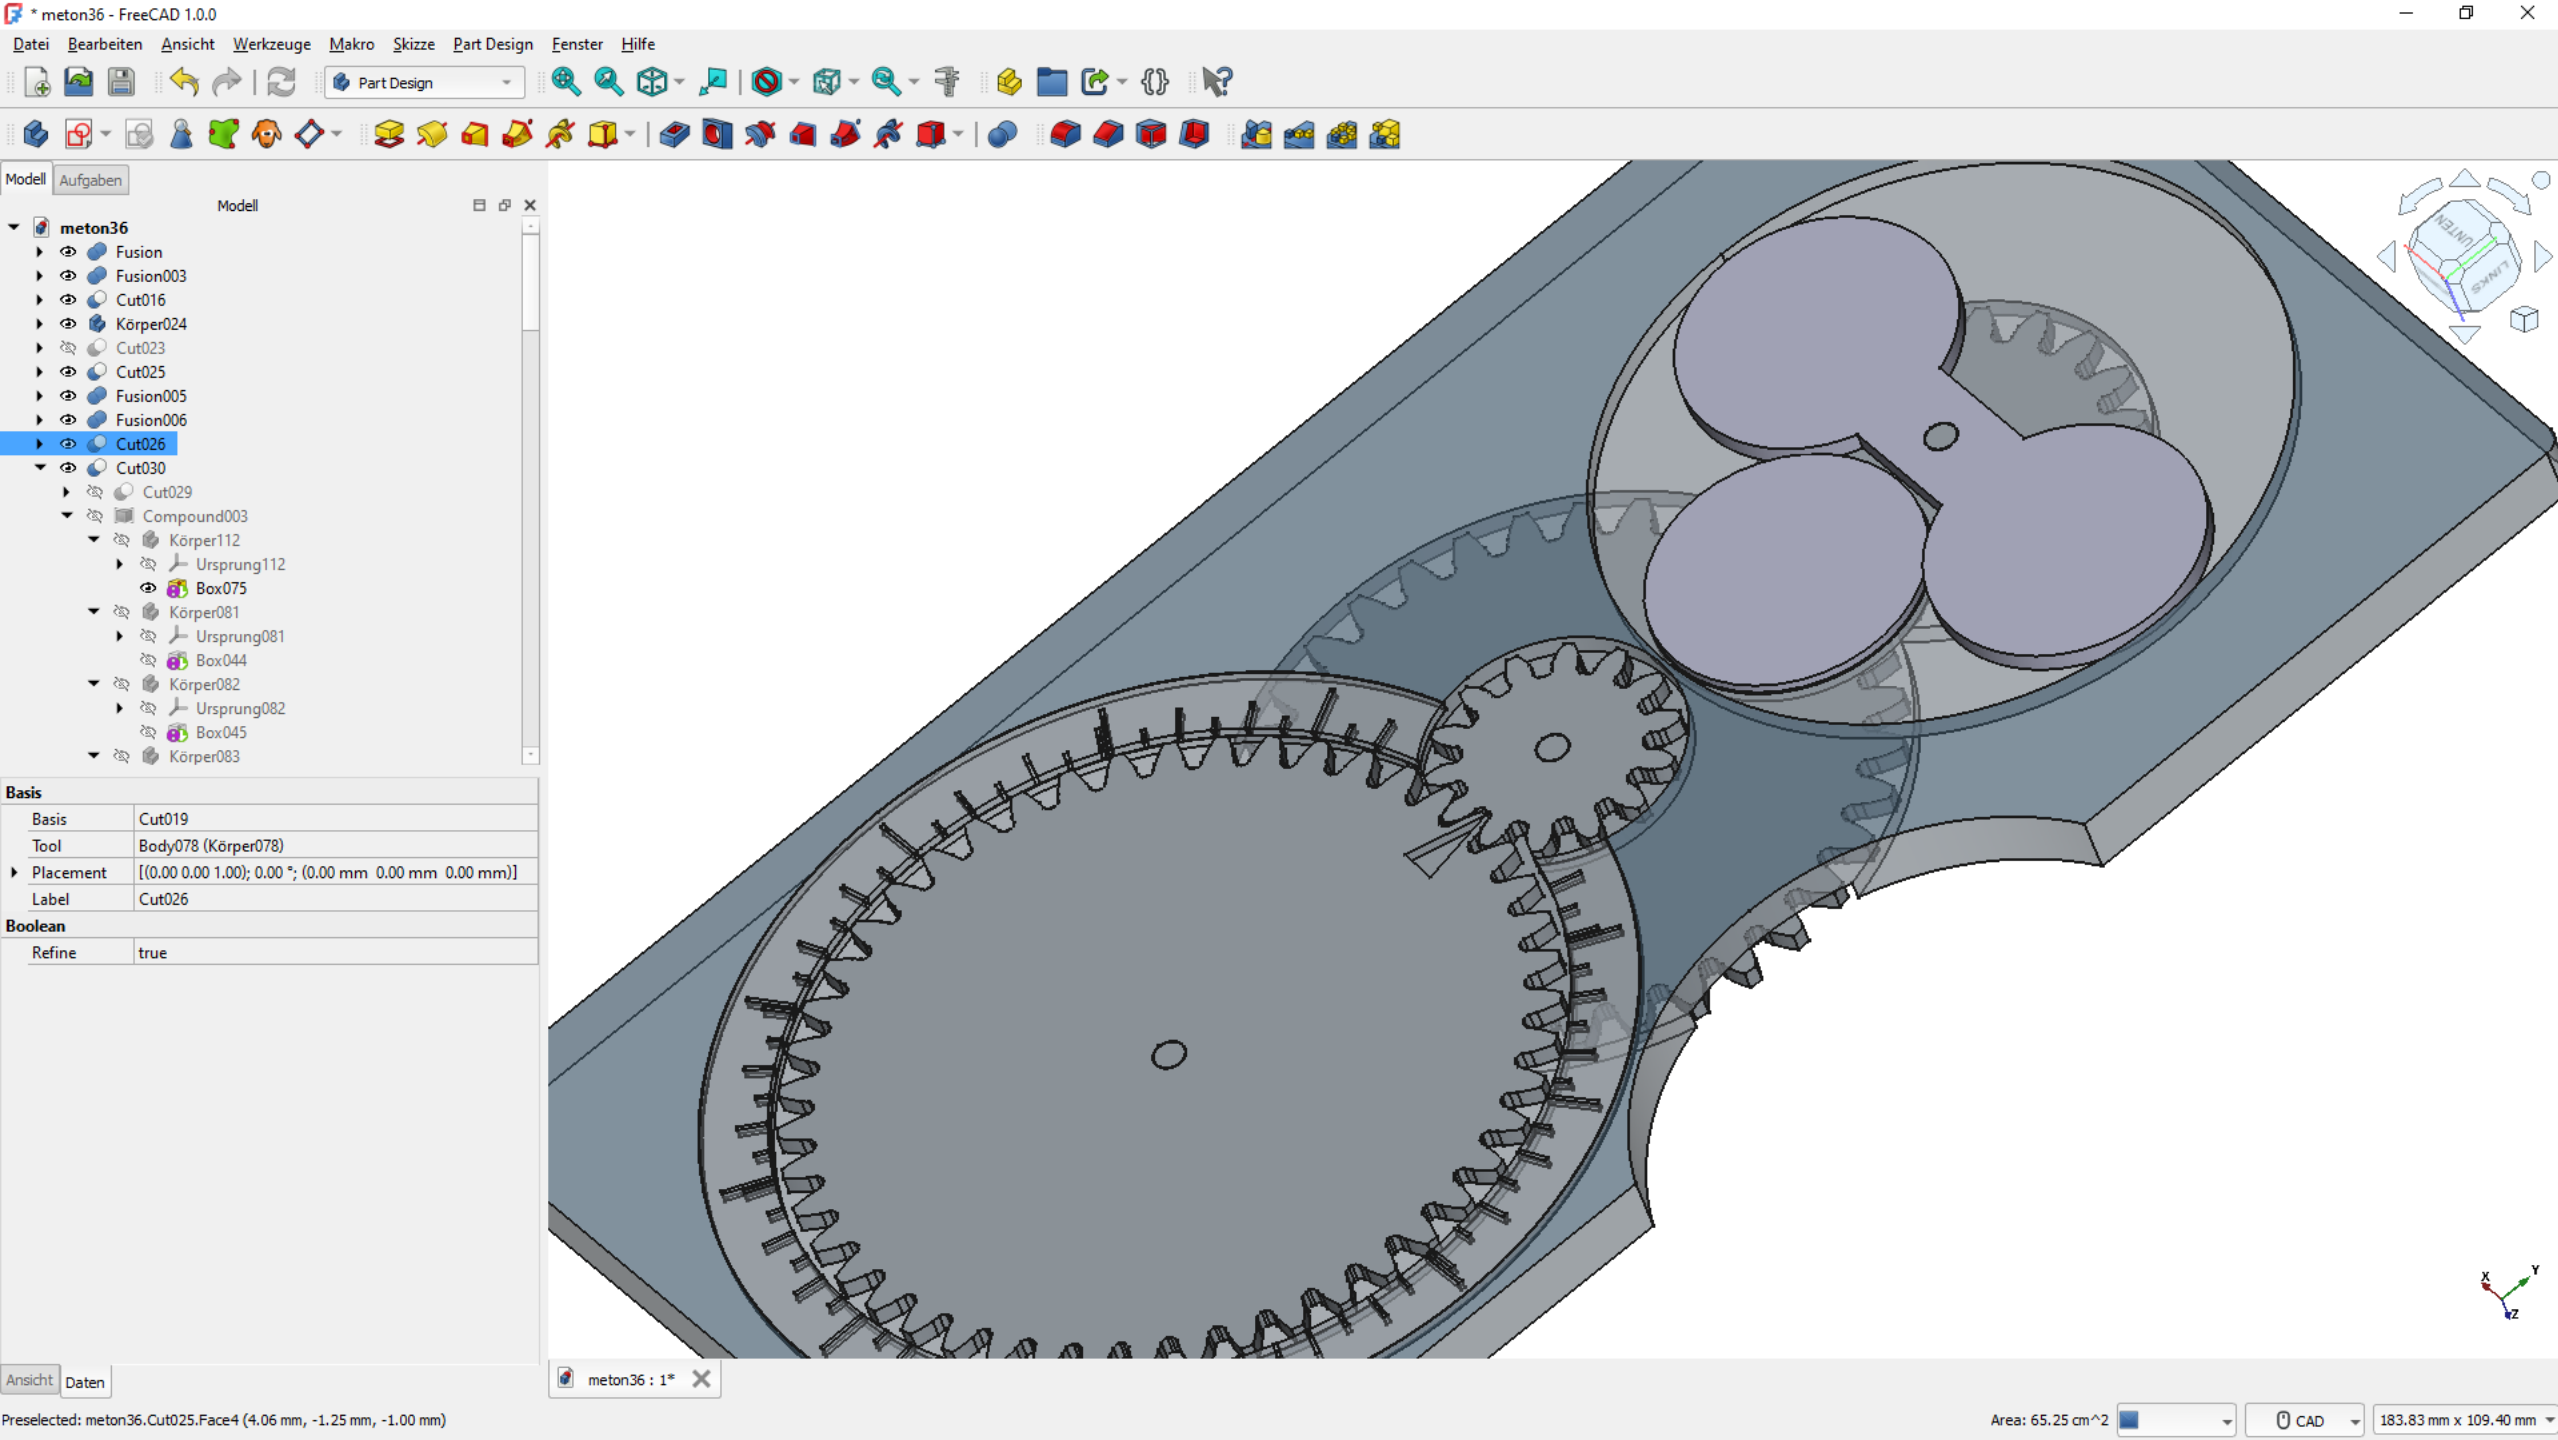 * meton36 - FreeCAD 1.0.0
Datei Bearbeiten Ansicht Werkzeuge Makro Skizze Part Design Fenster Hilfe
Part Design
Modell Aufgaben
Modell
meton36
Fusion
Fusion003
Cut016
Körper024
Cut023
Cut025
Fusion005
Fusion006
Cut026
Cut030
Cut029
Compound003
Körper112
Ursprung112
Box075
Körper081
Ursprung081
Box044
Körper082
Ursprung082
Box045
Körper083
Basis
Basis Cut019
Tool Body078 (Körper078)
Placement [(0.00 0.00 1.00); 0.00 °; (0.00 mm 0.00 mm 0.00 mm)]
Label Cut026
Boolean
Refine true
UNTEN
LINKS
X
Y
Z
Ansicht Daten
meton36 : 1*
Preselected: meton36.Cut025.Face4 (4.06 mm, -1.25 mm, -1.00 mm)
Area: 65.25 cm^2
CAD
183.83 mm x 109.40 mm